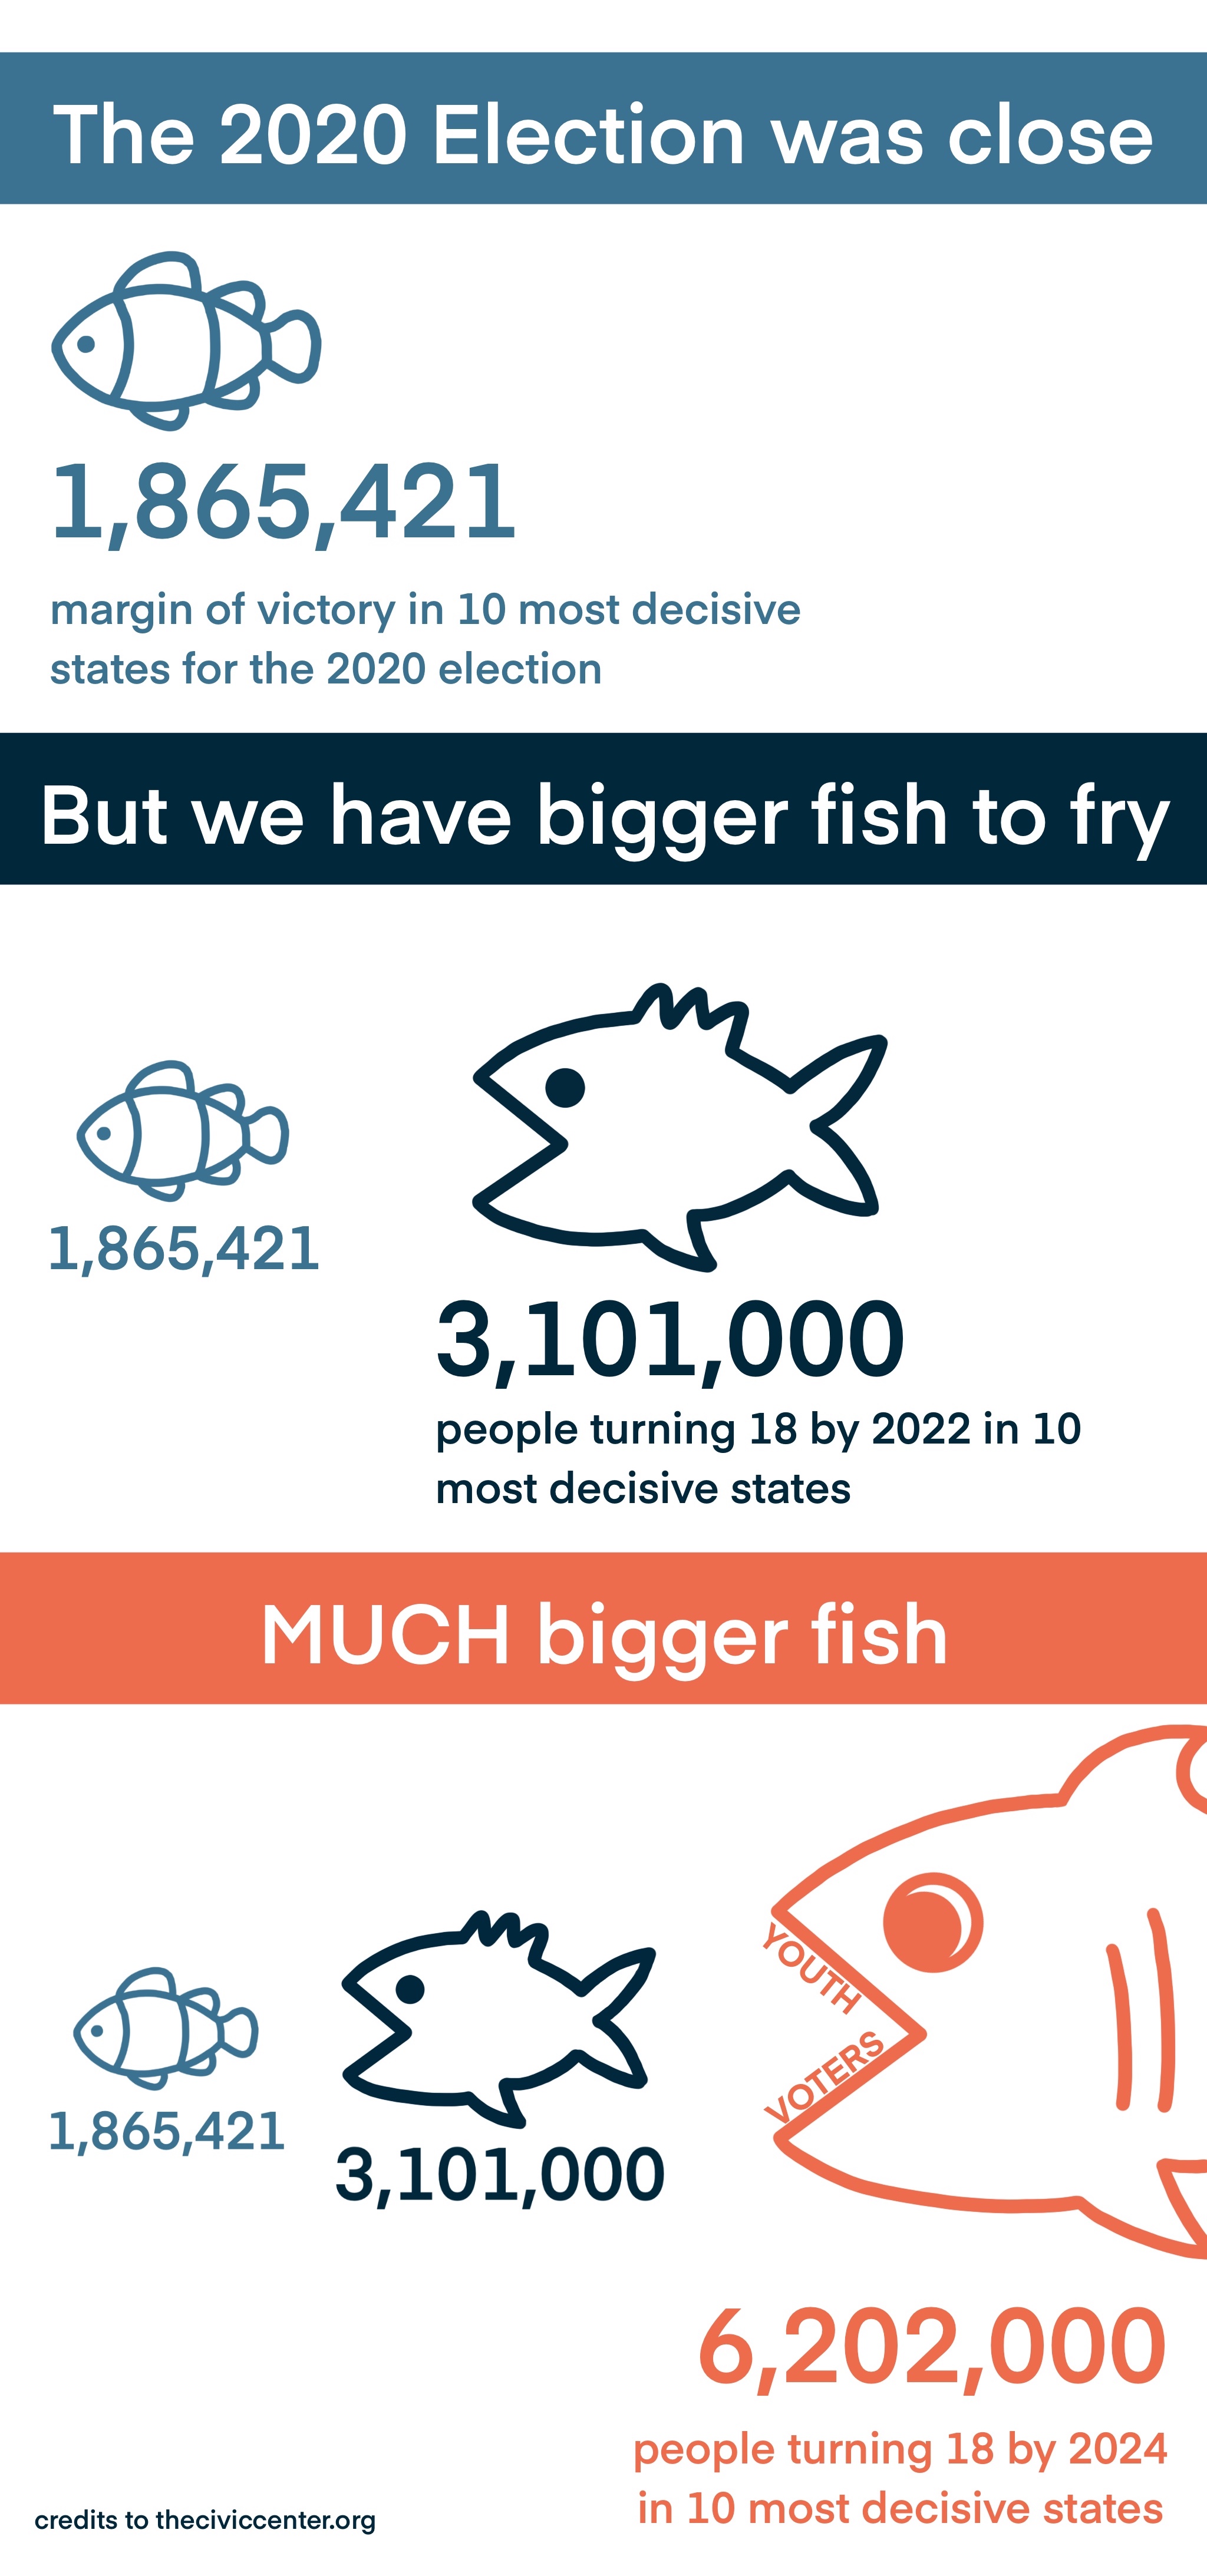 The 2020 Election was close
1,865,421
margin of victory in 10 most decisive
states for the 2020 election
But we have bigger fish to fry
1,865,421
3,101,000
people turning 18 by 2022 in 10
most decisive states
MUCH bigger fish
YOUTH
VOTERS
1,865,421
3,101,000
6,202,000
people turning 18 by 2024
in 10 most decisive states
credits to theciviccenter.org